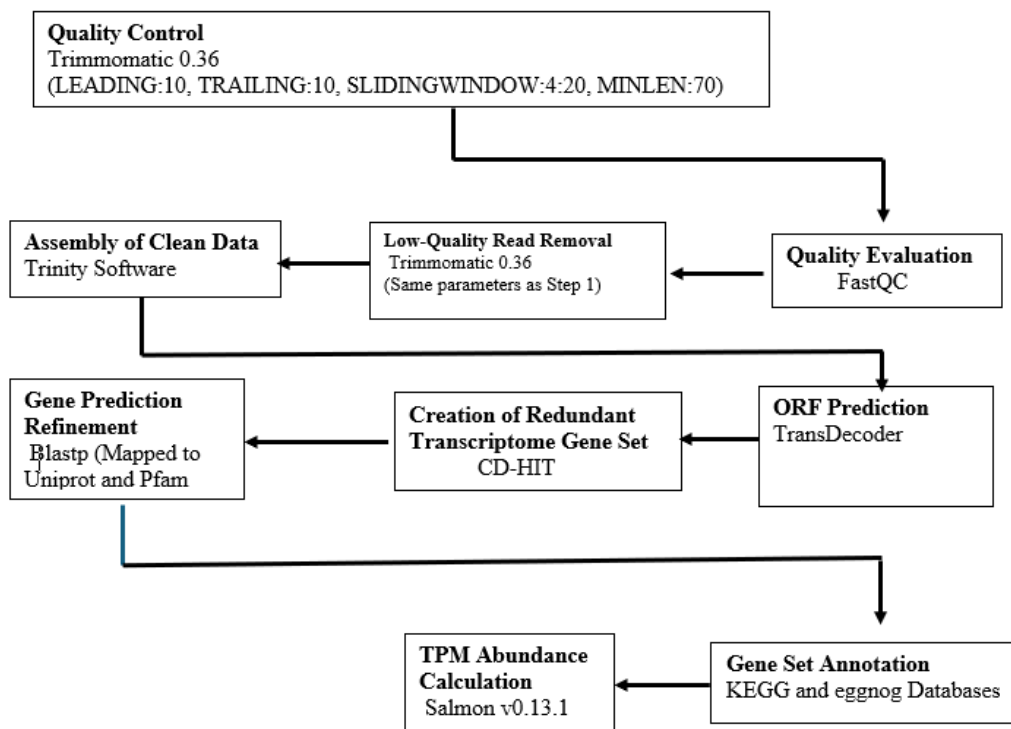 Quality Control
Trimmomatic 0.36
(LEADING:10, TRAILING:10, SLIDINGWINDOW:4:20, MINLEN:70)
Quality Evaluation
FastQC
Low-Quality Read Removal
Trimmomatic 0.36
(Same parameters as Step 1)
Assembly of Clean Data
Trinity Software
ORF Prediction
TransDecoder
Creation of Redundant
Transcriptome Gene Set
CD-HIT
Gene Prediction
Refinement
Blastp (Mapped to
Uniprot and Pfam
Gene Set Annotation
KEGG and eggnog Databases
TPM Abundance
Calculation
Salmon v0.13.1